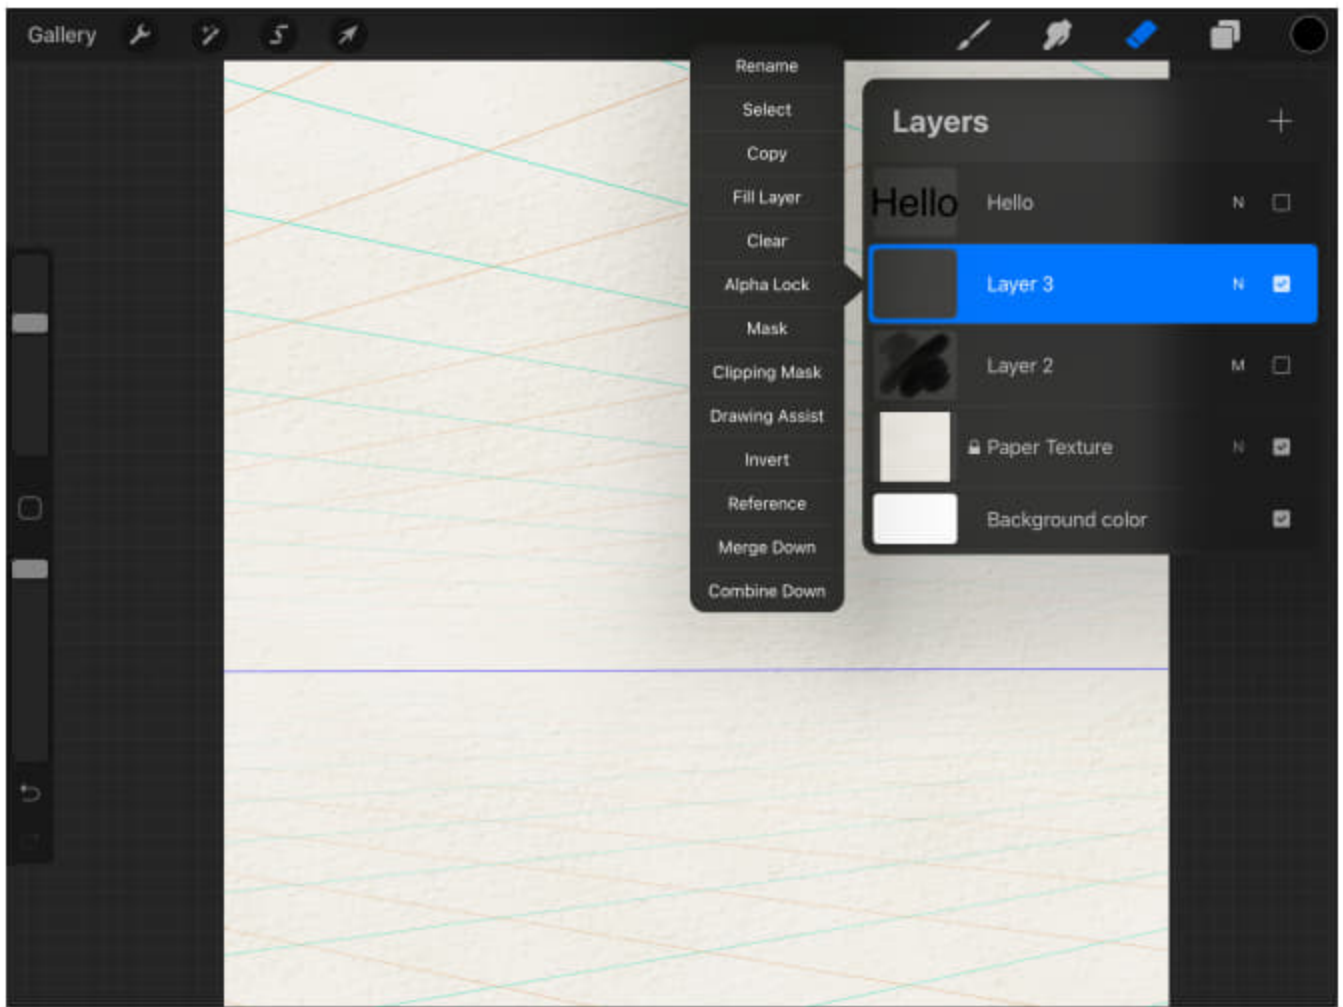 Gallery
Rename
Select
Copy
Fill Layer
Clear
Alpha Lock
Mask
Clipping Mask
Drawing Assist
Invert
Reference
Merge Down
Combine Down
Layers
Hello Hello N
Layer 3 N
Layer 2 M
Paper Texture N
Background color